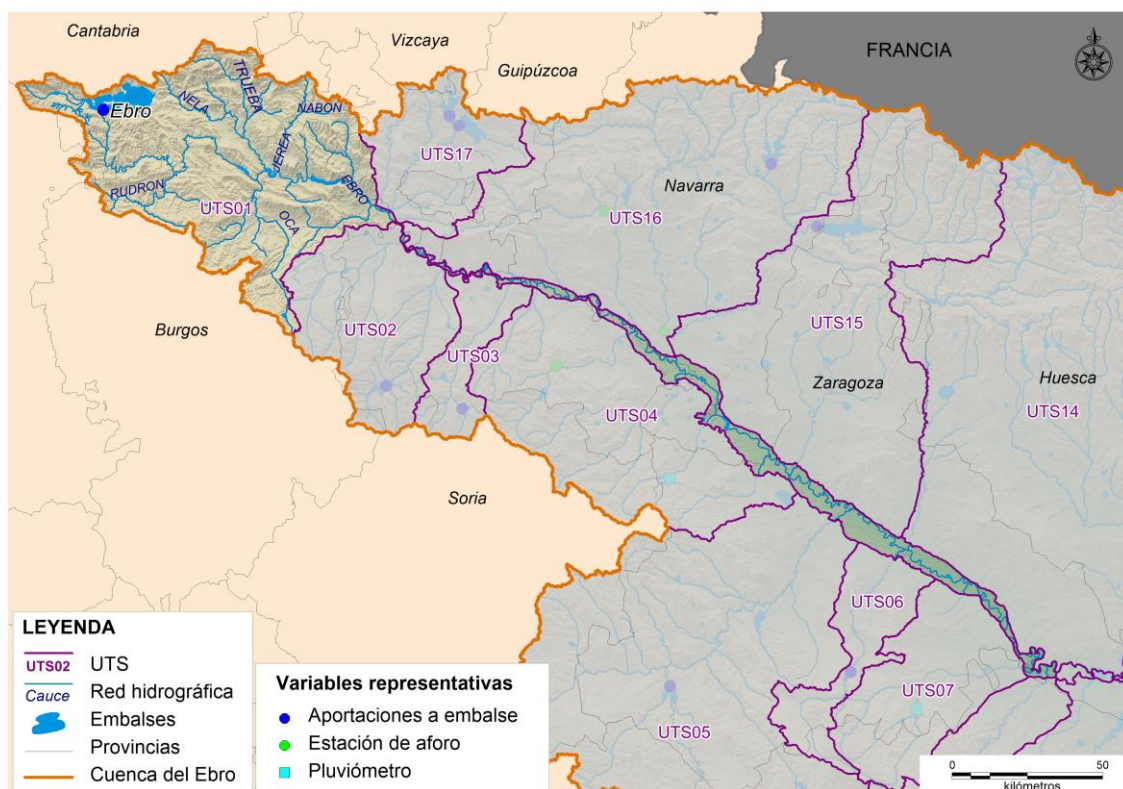 Cantabria
Vizcaya
Guipúzcoa
FRANCIA
TRUEBA
NELA
NABON
Ebro
JEREA
UTS17
Navarra
RUDRON
EBRO
UTS01
OCA
UTS16
Burgos
UTS02
UTS03
UTS15
Zaragoza
Huesca
UTS04
UTS14
Soria
UTS06
UTS07
UTS05
LEYENDA
UTS02 UTS
Cauce Red hidrográfica
Embalses
Provincias
Cuenca del Ebro
Variables representativas
Aportaciones a embalse
Estación de aforo
Pluviómetro
0 50
kilómetros